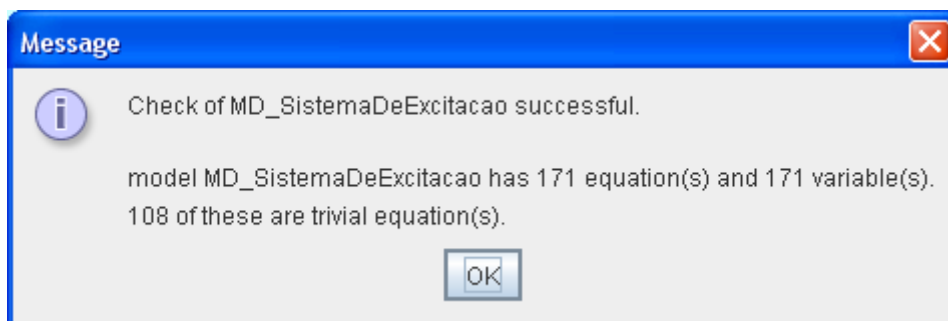 Message
Check of MD_SistemaDeExcitacao successful.
model MD_SistemaDeExcitacao has 171 equation(s) and 171 variable(s).
108 of these are trivial equation(s).
OK